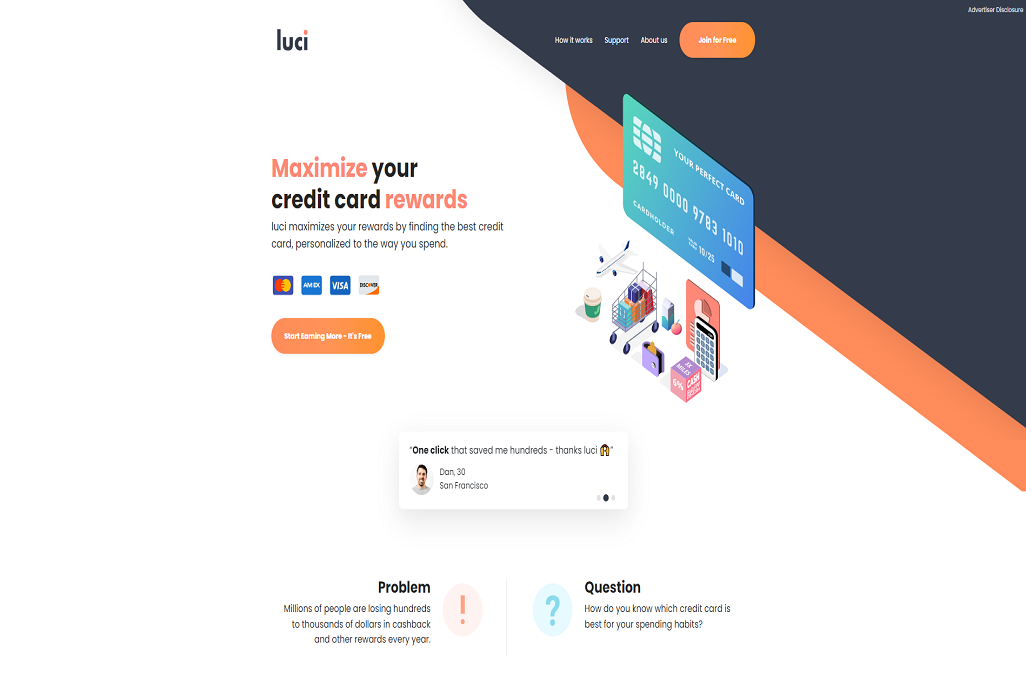 Advertiser Disclosure
luci
How it works
Support
About us
Join for Free
Maximize your
credit card rewards
luci maximizes your rewards by finding the best credit
card, personalized to the way you spend.
AMEX
VISA
DISCOVER
Start Earning More - It's Free
YOUR PERFECT CARD
2849 0000 9783 1010
CARDHOLDER
10/25
3X
MILES
6%
CASH
"One click that saved me hundreds - thanks luci 🙌"
Dan, 30
San Francisco
Problem
Millions of people are losing hundreds
to thousands of dollars in cashback
and other rewards every year.
!
?
Question
How do you know which credit card is
best for your spending habits?